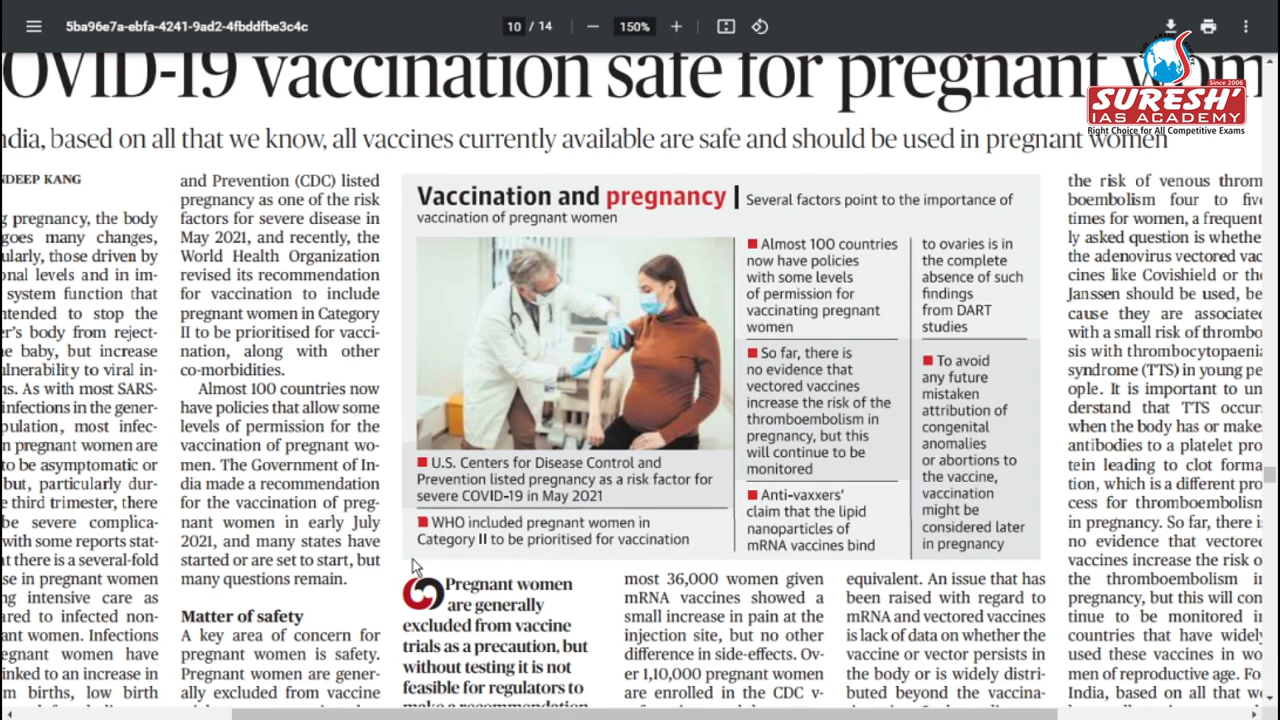 5ba96e7a-ebfa-4241-9ad2-4fbddfbe3c4c
10 / 14
150%
SURESH'
Since 2006
IAS ACADEMY
Right Choice for All Competitive Exams
OVID-19 vaccination safe for pregnant
ndia, based on all that we know, all vaccines currently available are safe and should be used in pregnant women
NDEEP KANG
g pregnancy, the body
goes many changes,
ularly, those driven by
onal levels and in im-
system function that
ntended to stop the
er's body from reject-
e baby, but increase
ulnerability to viral in-
ns. As with most SARS-
infections in the gener-
pulation, most infec-
n pregnant women are
to be asymptomatic or
but, particularly dur-
e third trimester, there
be severe complica-
with some reports stat-
t there is a several-fold
se in pregnant women
ng intensive care as
ared to infected non-
ant women. Infections
egnant women have
inked to an increase in
m births, low birth
and Prevention (CDC) listed
pregnancy as one of the risk
factors for severe disease in
May 2021, and recently, the
World Health Organization
revised its recommendation
for vaccination to include
pregnant women in Category
II to be prioritised for vacci-
nation, along with other
co-morbidities.
Almost 100 countries now
have policies that allow some
levels of permission for the
vaccination of pregnant wo-
men. The Government of In-
dia made a recommendation
for the vaccination of preg-
nant women in early July
2021, and many states have
started or are set to start, but
many questions remain.
Matter of safety
A key area of concern for
pregnant women is safety.
Pregnant women are gener-
ally excluded from vaccine
Vaccination and pregnancy | Several factors point to the importance of
vaccination of pregnant women
U.S. Centers for Disease Control and
Prevention listed pregnancy as a risk factor for
severe COVID-19 in May 2021
WHO included pregnant women in
Category II to be prioritised for vaccination
Almost 100 countries
now have policies
with some levels
of permission for
vaccinating pregnant
women
So far, there is
no evidence that
vectored vaccines
increase the risk of the
thromboembolism in
pregnancy, but this
will continue to be
monitored
Anti-vaxxers'
claim that the lipid
nanoparticles of
mRNA vaccines bind
to ovaries is in
the complete
absence of such
findings
from DART
studies
To avoid
any future
mistaken
attribution of
congenital
anomalies
or abortions to
the vaccine,
vaccination
might be
considered later
in pregnancy
Pregnant women
are generally
excluded from vaccine
trials as a precaution, but
without testing it is not
feasible for regulators to
make a recommendation
most 36,000 women given
mRNA vaccines showed a
small increase in pain at the
injection site, but no other
difference in side-effects. Ov-
er 1,10,000 pregnant women
are enrolled in the CDC v-
equivalent. An issue that has
been raised with regard to
mRNA and vectored vaccines
is lack of data on whether the
vaccine or vector persists in
the body or is widely distri-
buted beyond the vaccina-
the risk of venous throm
boembolism four to five
times for women, a frequent
ly asked question is whethe
the adenovirus vectored vac
cines like Covishield or the
Janssen should be used, be
cause they are associated
with a small risk of thrombo
sis with thrombocytopaenia
syndrome (TTS) in young pe
ople. It is important to un
derstand that TTS occurs
when the body has or makes
antibodies to a platelet pro
tein leading to clot forma
tion, which is a different pro
cess for thromboembolism
in pregnancy. So far, there i
no evidence that vectored
vaccines increase the risk o
the thromboembolism in
pregnancy, but this will con
tinue to be monitored in
countries that have widely
used these vaccines in wo
men of reproductive age. Fo
India, based on all that we